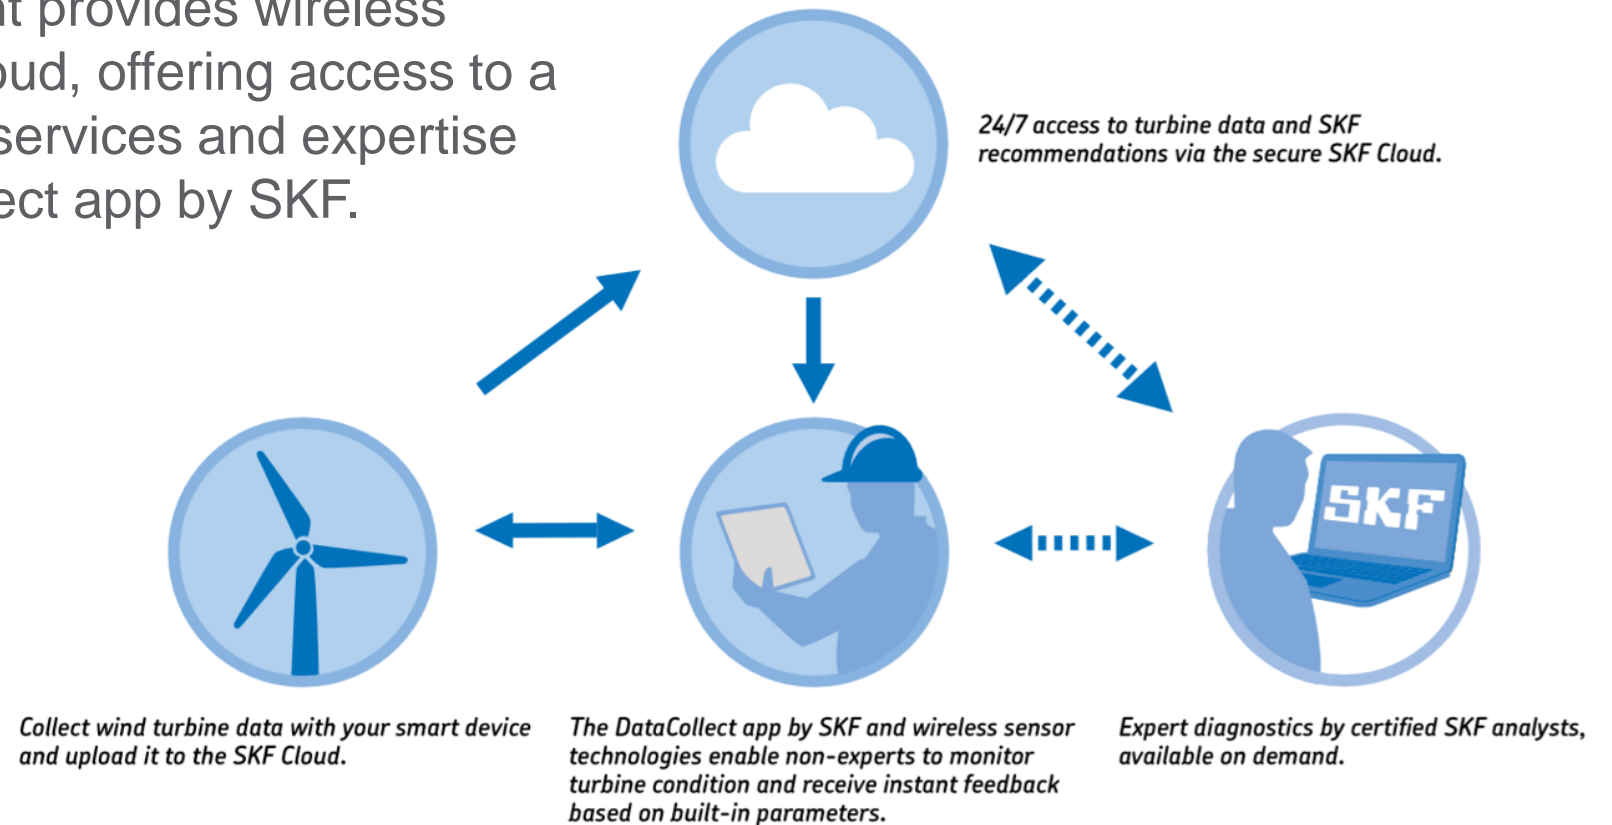 nt provides wireless
oud, offering access to a
services and expertise
ect app by SKF.
24/7 access to turbine data and SKF
recommendations via the secure SKF Cloud.
SKF
Collect wind turbine data with your smart device
and upload it to the SKF Cloud.
The DataCollect app by SKF and wireless sensor
technologies enable non-experts to monitor
turbine condition and receive instant feedback
based on built-in parameters.
Expert diagnostics by certified SKF analysts,
available on demand.